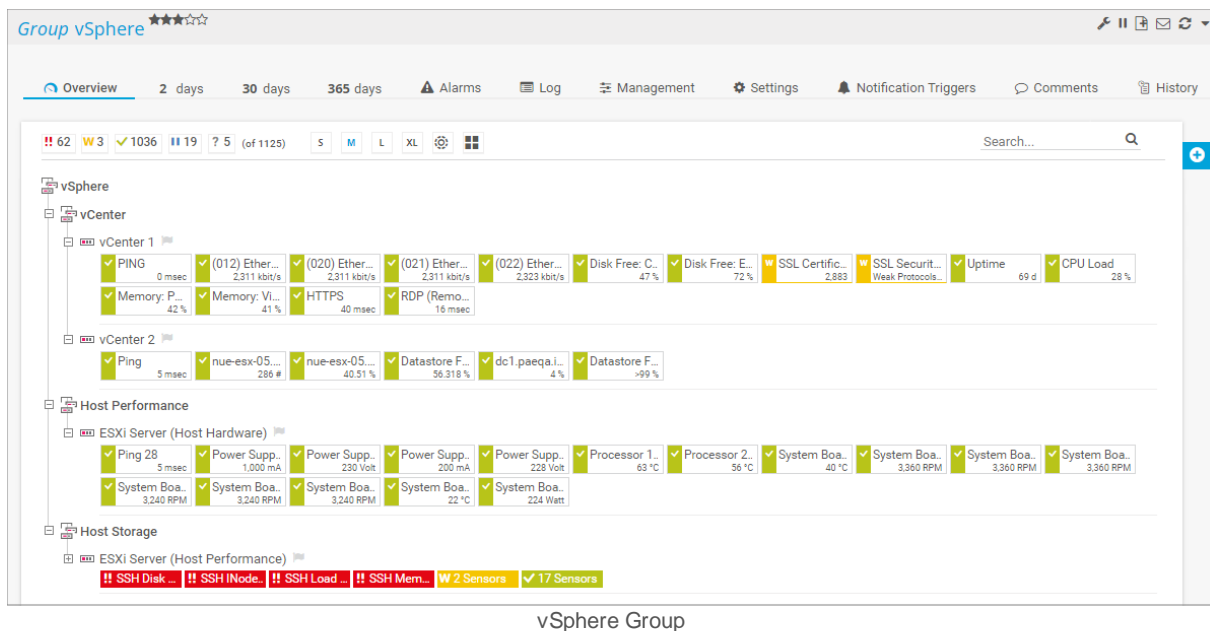 Group vSphere
Overview 2 days 30 days 365 days Alarms Log Management Settings Notification Triggers Comments History
!! 62 W 3 1036 19 ? 5 (of 1125) S M L XL Search...
vSphere
vCenter
vCenter 1
PING (012) Ether... (020) Ether... (021) Ether... (022) Ether... Disk Free: C.. Disk Free: E... W SSL Certific... W SSL Securit... Uptime CPU Load
0 msec 2,311 kbit/s 2,311 kbit/s 2,311 kbit/s 2,323 kbit/s 47 % 72 % 2,883 Weak Protocols... 69 d 28 %
Memory: P... Memory: Vi... HTTPS RDP (Remo...
42 % 41 % 40 msec 16 msec
vCenter 2
Ping nue-esx-05.... nue-esx-05.... Datastore F... dc1.paeqa.i... Datastore F...
5 msec 286 # 40.51 % 56.318 % 4 % >99 %
Host Performance
ESXi Server (Host Hardware)
Ping 28 Power Supp.. Power Supp.. Power Supp.. Power Supp.. Processor 1.. Processor 2.. System Boa.. System Boa.. System Boa.. System Boa..
5 msec 1,000 mA 230 Volt 200 mA 228 Volt 63 °C 56 °C 40 °C 3,360 RPM 3,360 RPM 3,360 RPM
System Boa.. System Boa.. System Boa.. System Boa.. System Boa..
3,240 RPM 3,240 RPM 3,240 RPM 22 °C 224 Watt
Host Storage
ESXi Server (Host Performance)
!! SSH Disk ... !! SSH INode.. !! SSH Load ... !! SSH Mem... W 2 Sensors 17 Sensors
vSphere Group